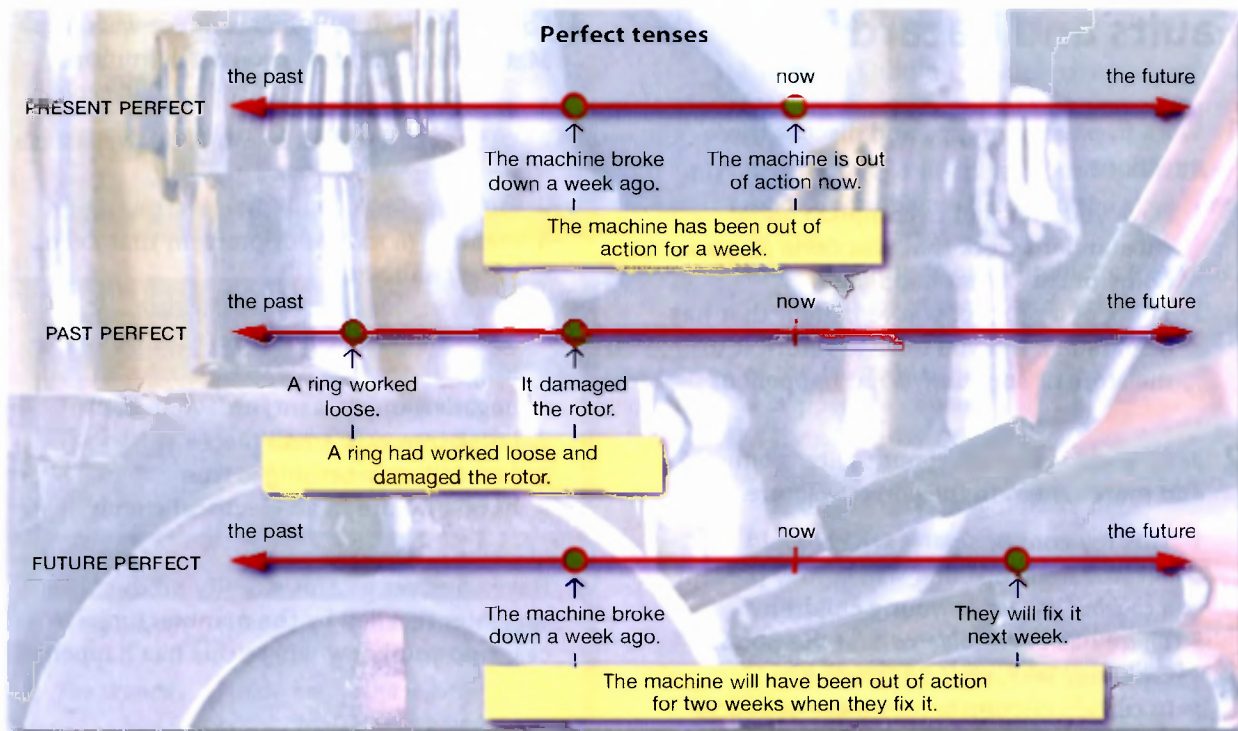 Perfect tenses
the past
now
the future
PRESENT PERFECT
The machine broke
down a week ago.
The machine is out
of action now.
The machine has been out of
action for a week.
the past
now
the future
PAST PERFECT
A ring worked
loose.
It damaged
the rotor.
A ring had worked loose and
damaged the rotor.
the past
now
the future
FUTURE PERFECT
The machine broke
down a week ago.
They will fix it
next week.
The machine will have been out of action
for two weeks when they fix it.